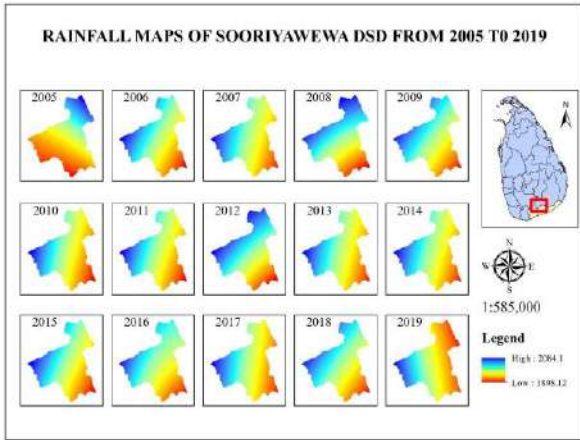 RAINFALL MAPS OF SOORIYAWEWA DSD FROM 2005 T0 2019
2005 2006 2007 2008 2009
N
2010 2011 2012 2013 2014
N
W E
S
1:585,000
2015 2016 2017 2018 2019
Legend
High : 2084.1
Low : 1898.12